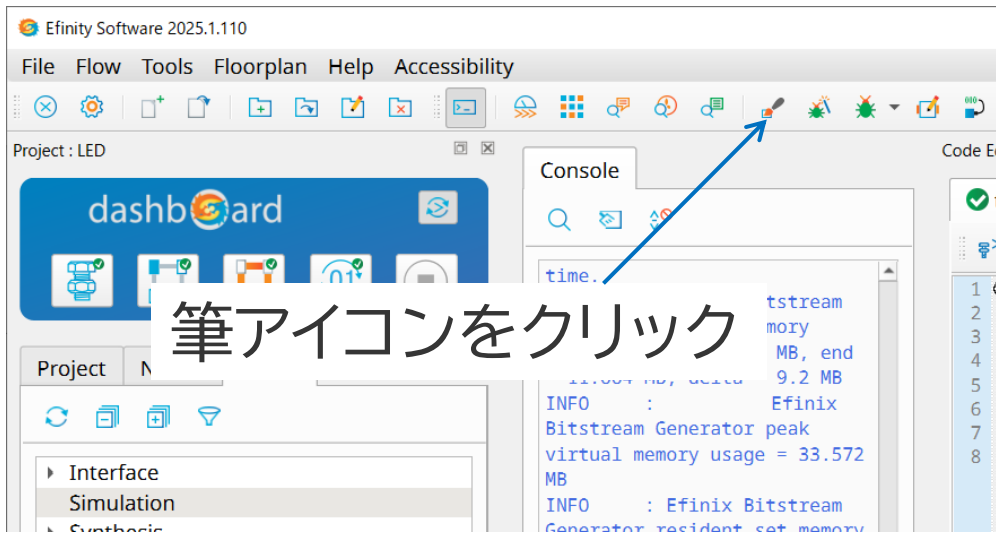 Efinity Software 2025.1.110
File Flow Tools Floorplan Help Accessibility
Project : LED
dashboard
Project
Interface
Simulation
Synthesis
Console
time.
MB, end
9.2 MB
INFO : Efinix
Bitstream Generator peak
virtual memory usage = 33.572
MB
INFO : Efinix Bitstream
Generator resident set memory
筆アイコンをクリック
1
2
3
4
5
6
7
8